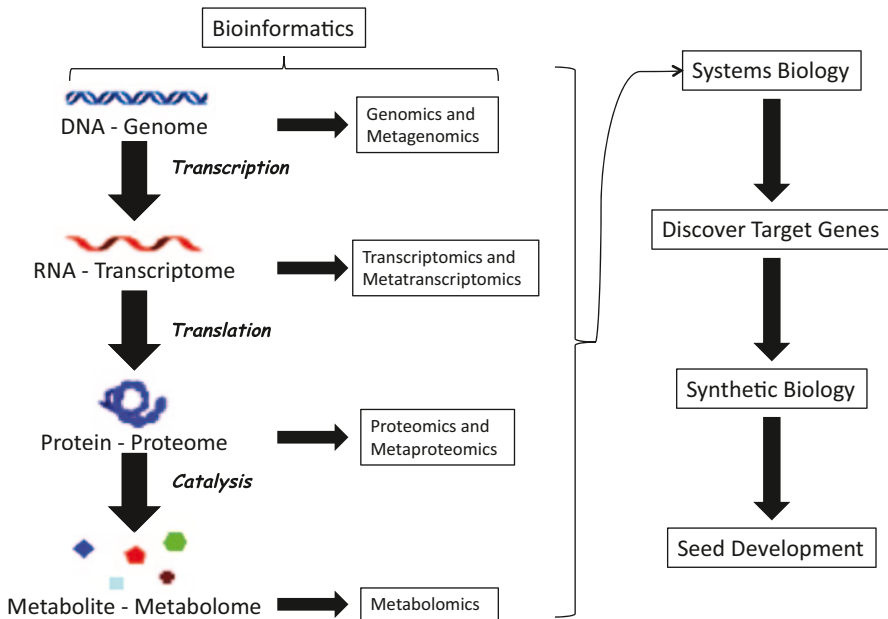 Bioinformatics
DNA - Genome
Genomics and
Metagenomics
Transcription
RNA - Transcriptome
Transcriptomics and
Metatranscriptomics
Translation
Protein - Proteome
Proteomics and
Metaproteomics
Catalysis
Metabolite - Metabolome
Metabolomics
Systems Biology
Discover Target Genes
Synthetic Biology
Seed Development